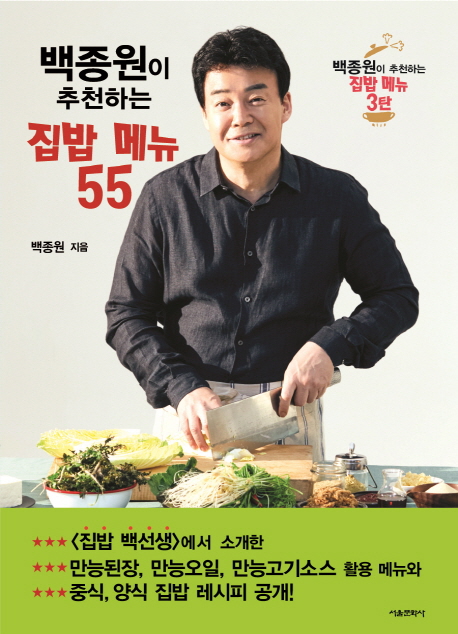 백종원이
추천하는
집밥 메뉴
55
백종원 지음
백종원이 추천하는
집밥 메뉴
3탄
★★★ <집밥 백선생>에서 소개한
★★★ 만능된장, 만능오일, 만능고기소스 활용 메뉴와
★★★ 중식, 양식 집밥 레시피 공개!
서울문화사